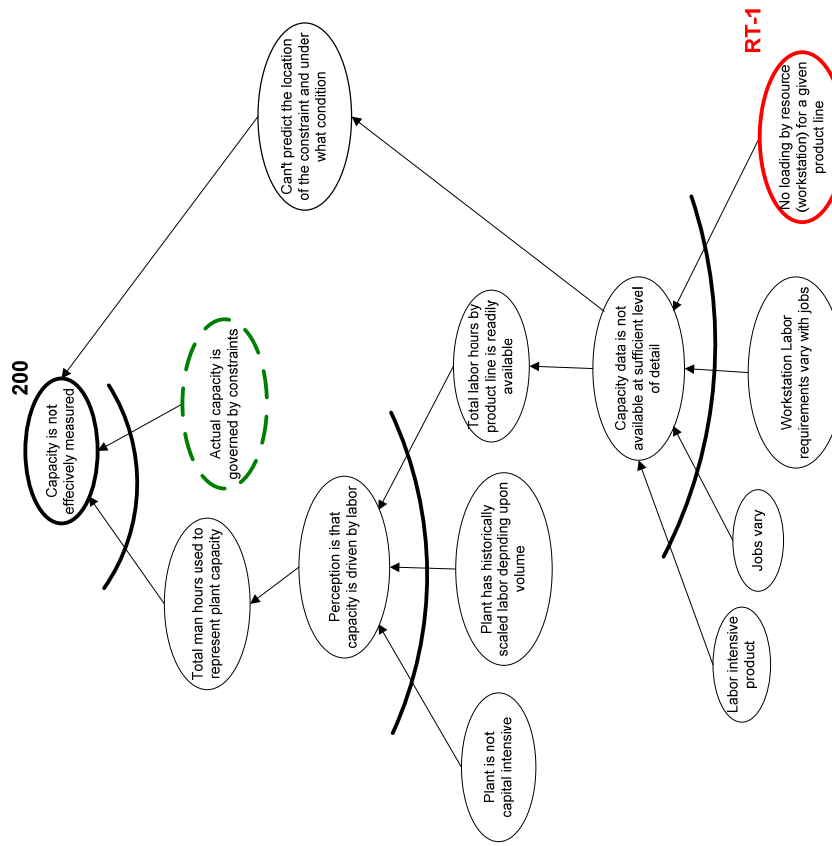 200
Capacity is not
effecively measured
Can't predict the location
of the constraint and under
what condition
Actual capacity is
governed by constraints
Total man hours used to
represent plant capacity
Perception is that
capacity is driven by labor
Total labor hours by
product line is readily
available
Plant has historically
scaled labor depnding upon
volume
Plant is not
capital intensive
Capacity data is not
available at sufficient level
of detail
RT-1
No loading by resource
(workstation) for a given
product line
Workstation Labor
requirements vary with jobs
Jobs vary
Labor intensive
product